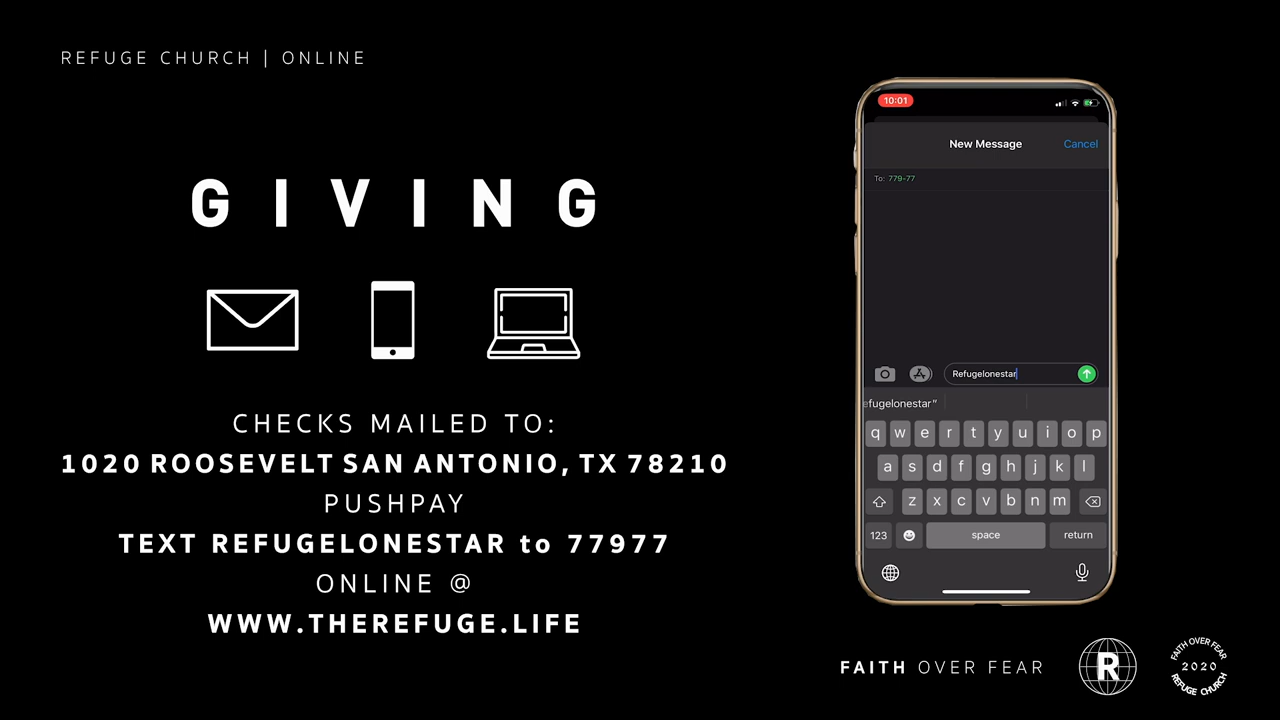 REFUGE CHURCH | ONLINE
GIVING
CHECKS MAILED TO:
1020 ROOSEVELT SAN ANTONIO, TX 78210
PUSHPAY
TEXT REFUGELONESTAR to 77977
ONLINE @
WWW.THEREFUGE.LIFE
10:01
New Message
Cancel
To: 779-77
Refugelonestar
efugelonestar"
q w e r t y u i o p
a s d f g h j k l
z x c v b n m
123
space
return
FAITH OVER FEAR
R
FAITH OVER FEAR
2020
REFUGE CHURCH